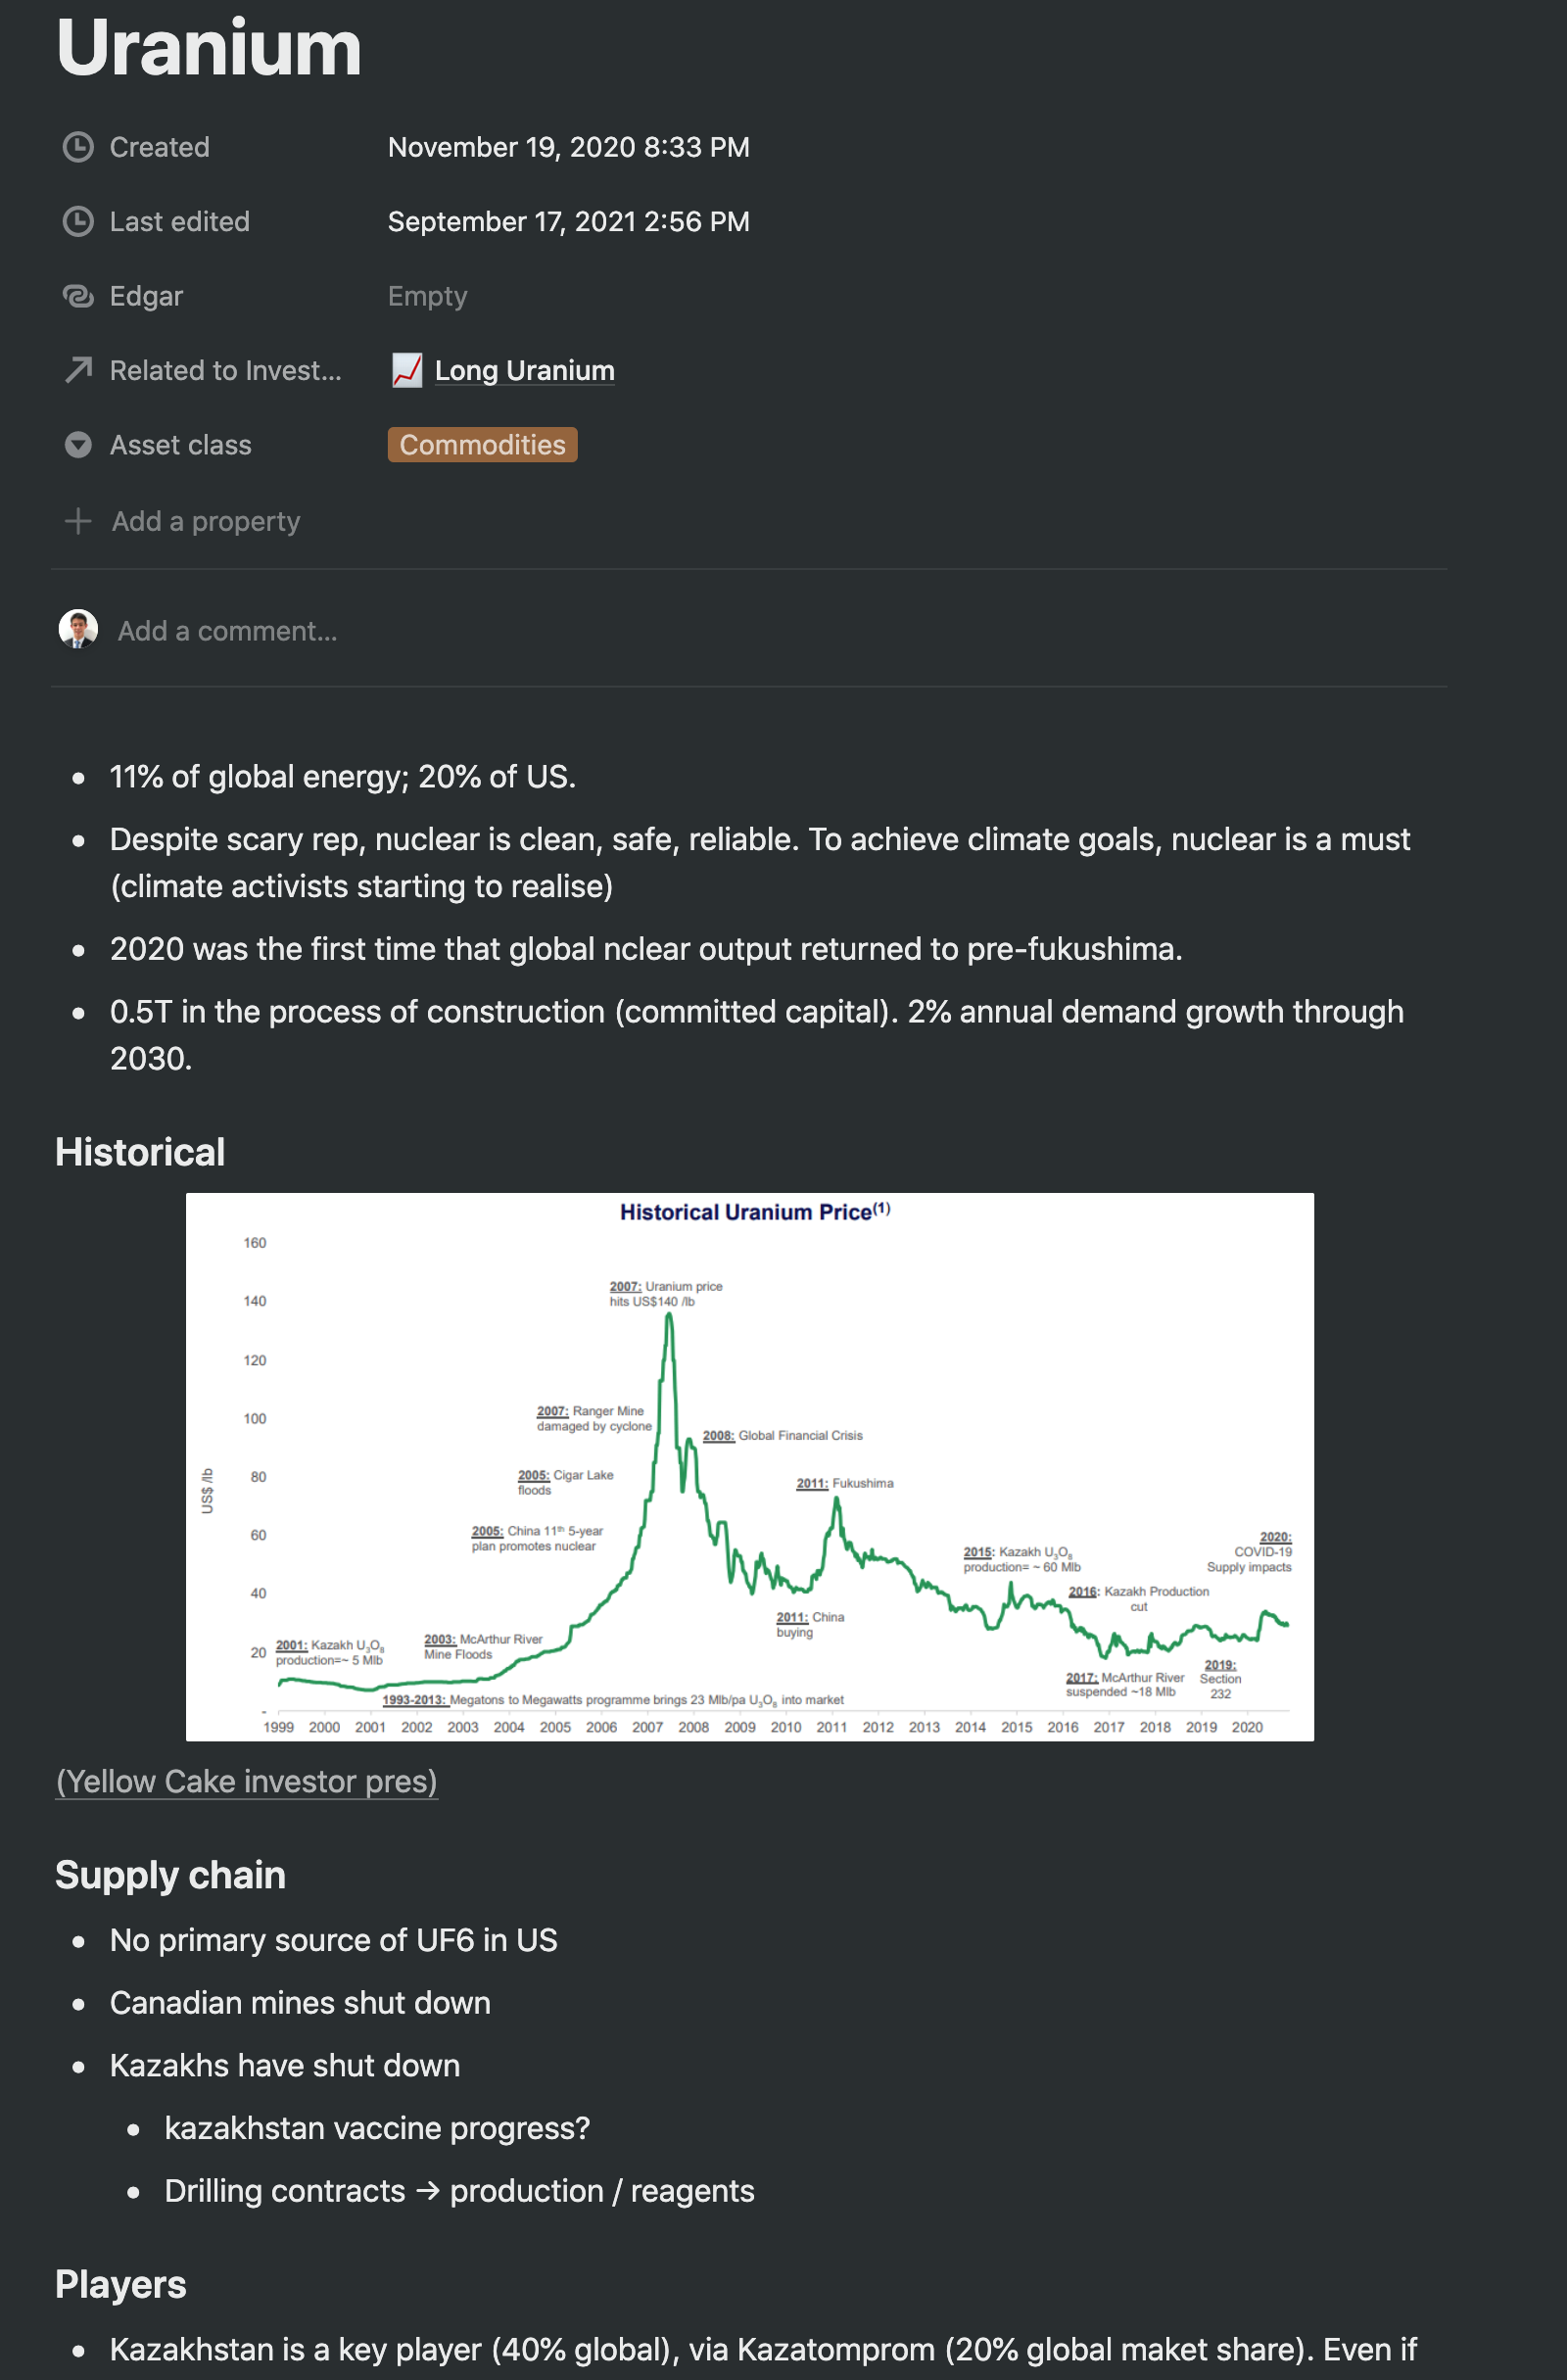 Uranium
Created November 19, 2020 8:33 PM
Last edited September 17, 2021 2:56 PM
Edgar Empty
Related to Invest... Long Uranium
Asset class Commodities
Add a property
Add a comment...
11% of global energy; 20% of US.
Despite scary rep, nuclear is clean, safe, reliable. To achieve climate goals, nuclear is a must
(climate activists starting to realise)
2020 was the first time that global nclear output returned to pre-fukushima.
0.5T in the process of construction (committed capital). 2% annual demand growth through
2030.
Historical
Historical Uranium Price(1)
160
140
120
100
80
60
40
20
-
US$ /lb
2007: Uranium price
hits US$140 /lb
2007: Ranger Mine
damaged by cyclone
2008: Global Financial Crisis
2005: Cigar Lake
floods
2011: Fukushima
2005: China 11th 5-year
plan promotes nuclear
2015: Kazakh U3O8
production= ~ 60 Mlb
2020:
COVID-19
Supply impacts
2016: Kazakh Production
cut
2011: China
buying
2001: Kazakh U3O8
production=~ 5 Mlb
2003: McArthur River
Mine Floods
2017: McArthur River
suspended ~18 Mlb
2019:
Section
232
1993-2013: Megatons to Megawatts programme brings 23 Mlb/pa U3O8 into market
1999 2000 2001 2002 2003 2004 2005 2006 2007 2008 2009 2010 2011 2012 2013 2014 2015 2016 2017 2018 2019 2020
(Yellow Cake investor pres)
Supply chain
No primary source of UF6 in US
Canadian mines shut down
Kazakhs have shut down
kazakhstan vaccine progress?
Drilling contracts → production / reagents
Players
Kazakhstan is a key player (40% global), via Kazatomprom (20% global maket share). Even if